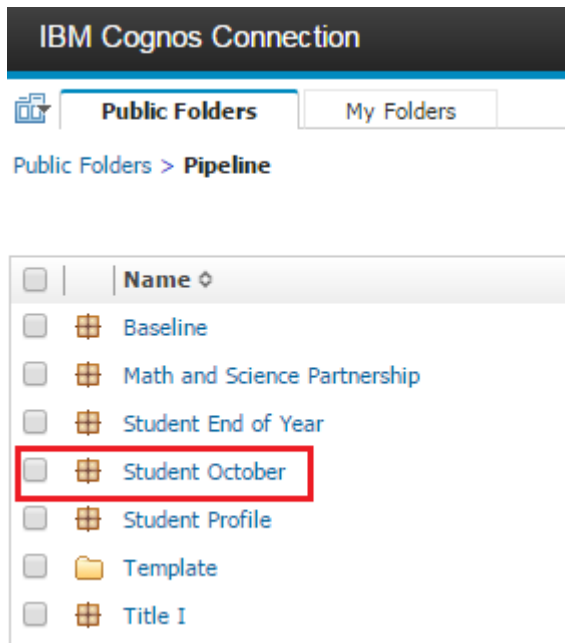 IBM Cognos Connection
Public Folders My Folders
Public Folders > Pipeline
Name
Baseline
Math and Science Partnership
Student End of Year
Student October
Student Profile
Template
Title I